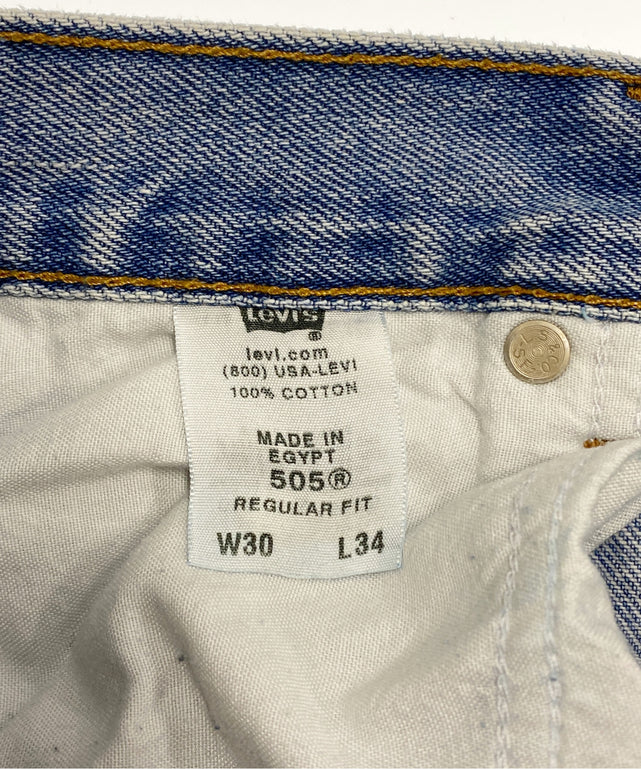 Levi's
®
levi.com
(800) USA-LEVI
100% COTTON
MADE IN
EGYPT
505®
REGULAR FIT
W30 L34